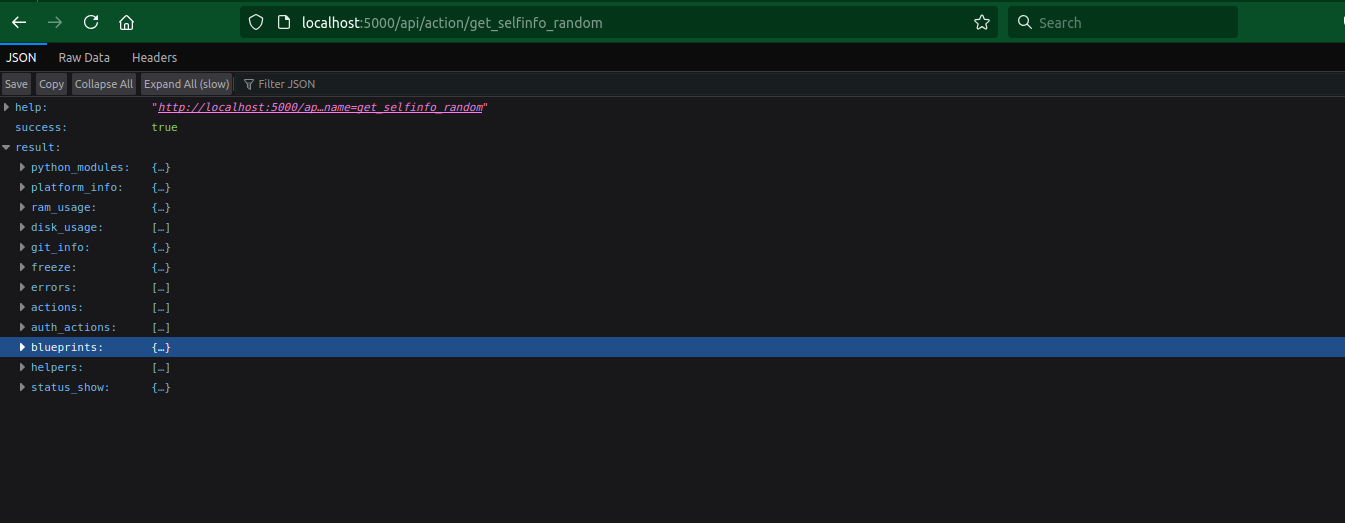 localhost:5000/api/action/get_selfinfo_random
Search
JSON Raw Data Headers
Save Copy Collapse All Expand All (slow) Filter JSON
help: "http://localhost:5000/ap…name=get_selfinfo_random"
success: true
result:
python_modules: {…}
platform_info: {…}
ram_usage: {…}
disk_usage: […]
git_info: {…}
freeze: {…}
errors: […]
actions: […]
auth_actions: […]
blueprints: {…}
helpers: […]
status_show: {…}